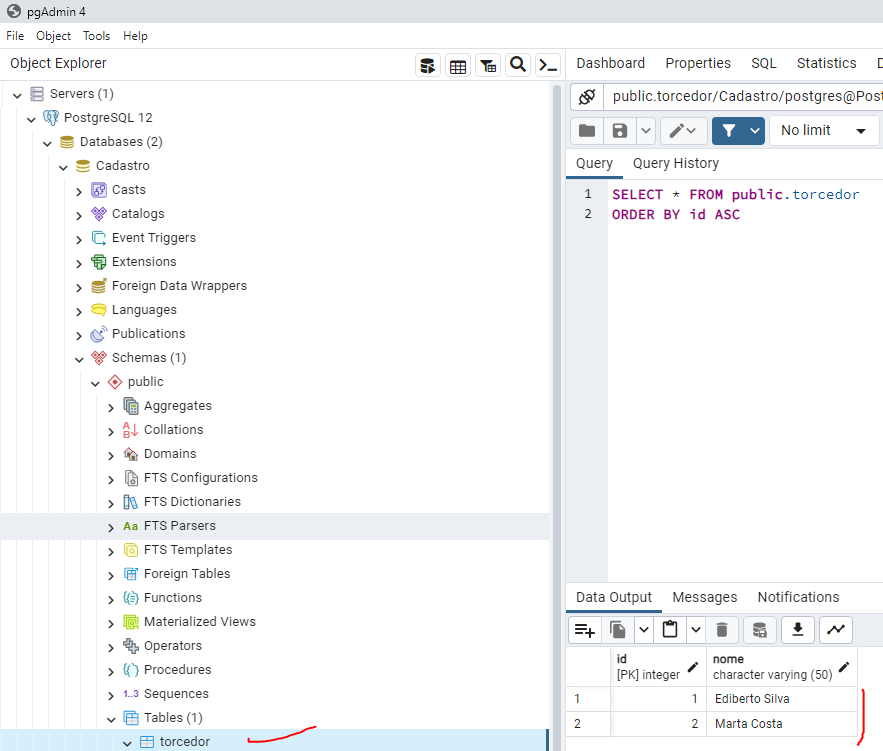 pgAdmin 4
File Object Tools Help
Object Explorer
Servers (1)
PostgreSQL 12
Databases (2)
Cadastro
Casts
Catalogs
Event Triggers
Extensions
Foreign Data Wrappers
Languages
Publications
Schemas (1)
public
Aggregates
Collations
Domains
FTS Configurations
FTS Dictionaries
Aa FTS Parsers
FTS Templates
Foreign Tables
Functions
Materialized Views
Operators
Procedures
1..3 Sequences
Tables (1)
torcedor
Dashboard Properties SQL Statistics D
public.torcedor/Cadastro/postgres@Post
No limit
Query Query History
1 SELECT * FROM public.torcedor
2 ORDER BY id ASC
Data Output Messages Notifications
id nome
[PK] integer character varying (50)
1 1 Ediberto Silva
2 2 Marta Costa